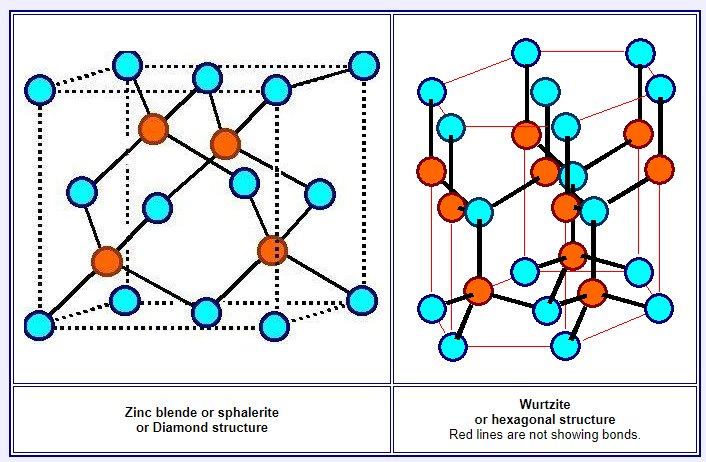 Zinc blende or sphalerite
or Diamond structure
Wurtzite
or hexagonal structure
Red lines are not showing bonds.